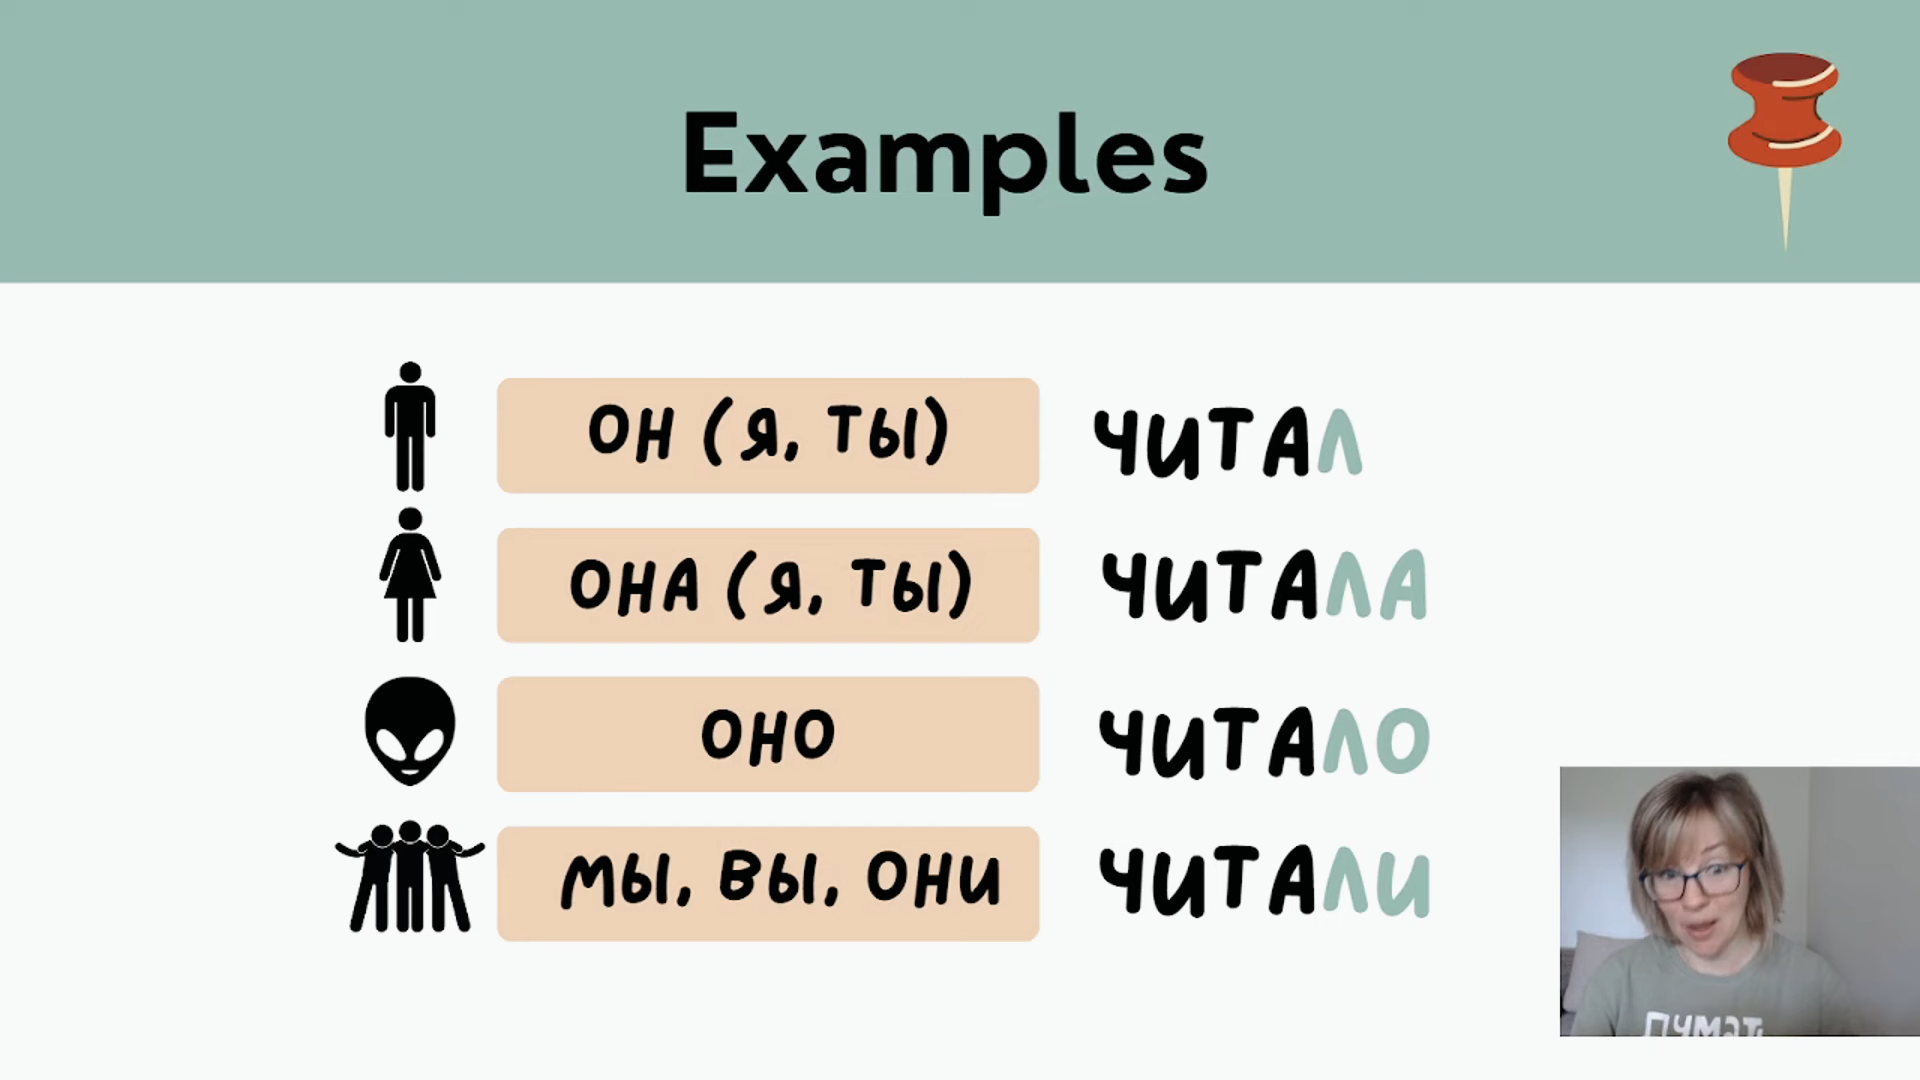 Examples
ОН (Я, ТЫ) ЧИТАЛ
ОНА (Я, ТЫ) ЧИТАЛА
ОНО ЧИТАЛО
МЫ, ВЫ, ОНИ ЧИТАЛИ